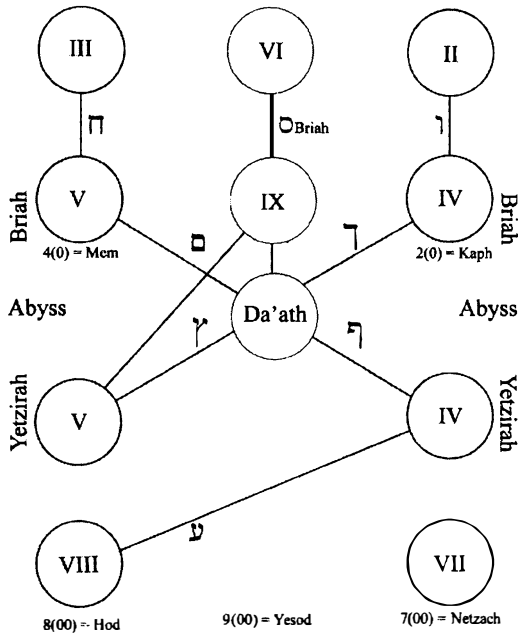 III
VI
II
ח
סBriah
ו
V
IX
IV
Briah
Briah
4(0) = Mem
2(0) = Kaph
ם
ך
Abyss
Da'ath
Abyss
ץ
ף
Yetzirah
V
IV
Yetzirah
ע
VIII
VII
8(00) =- Hod
9(00) = Yesod
7(00) = Netzach